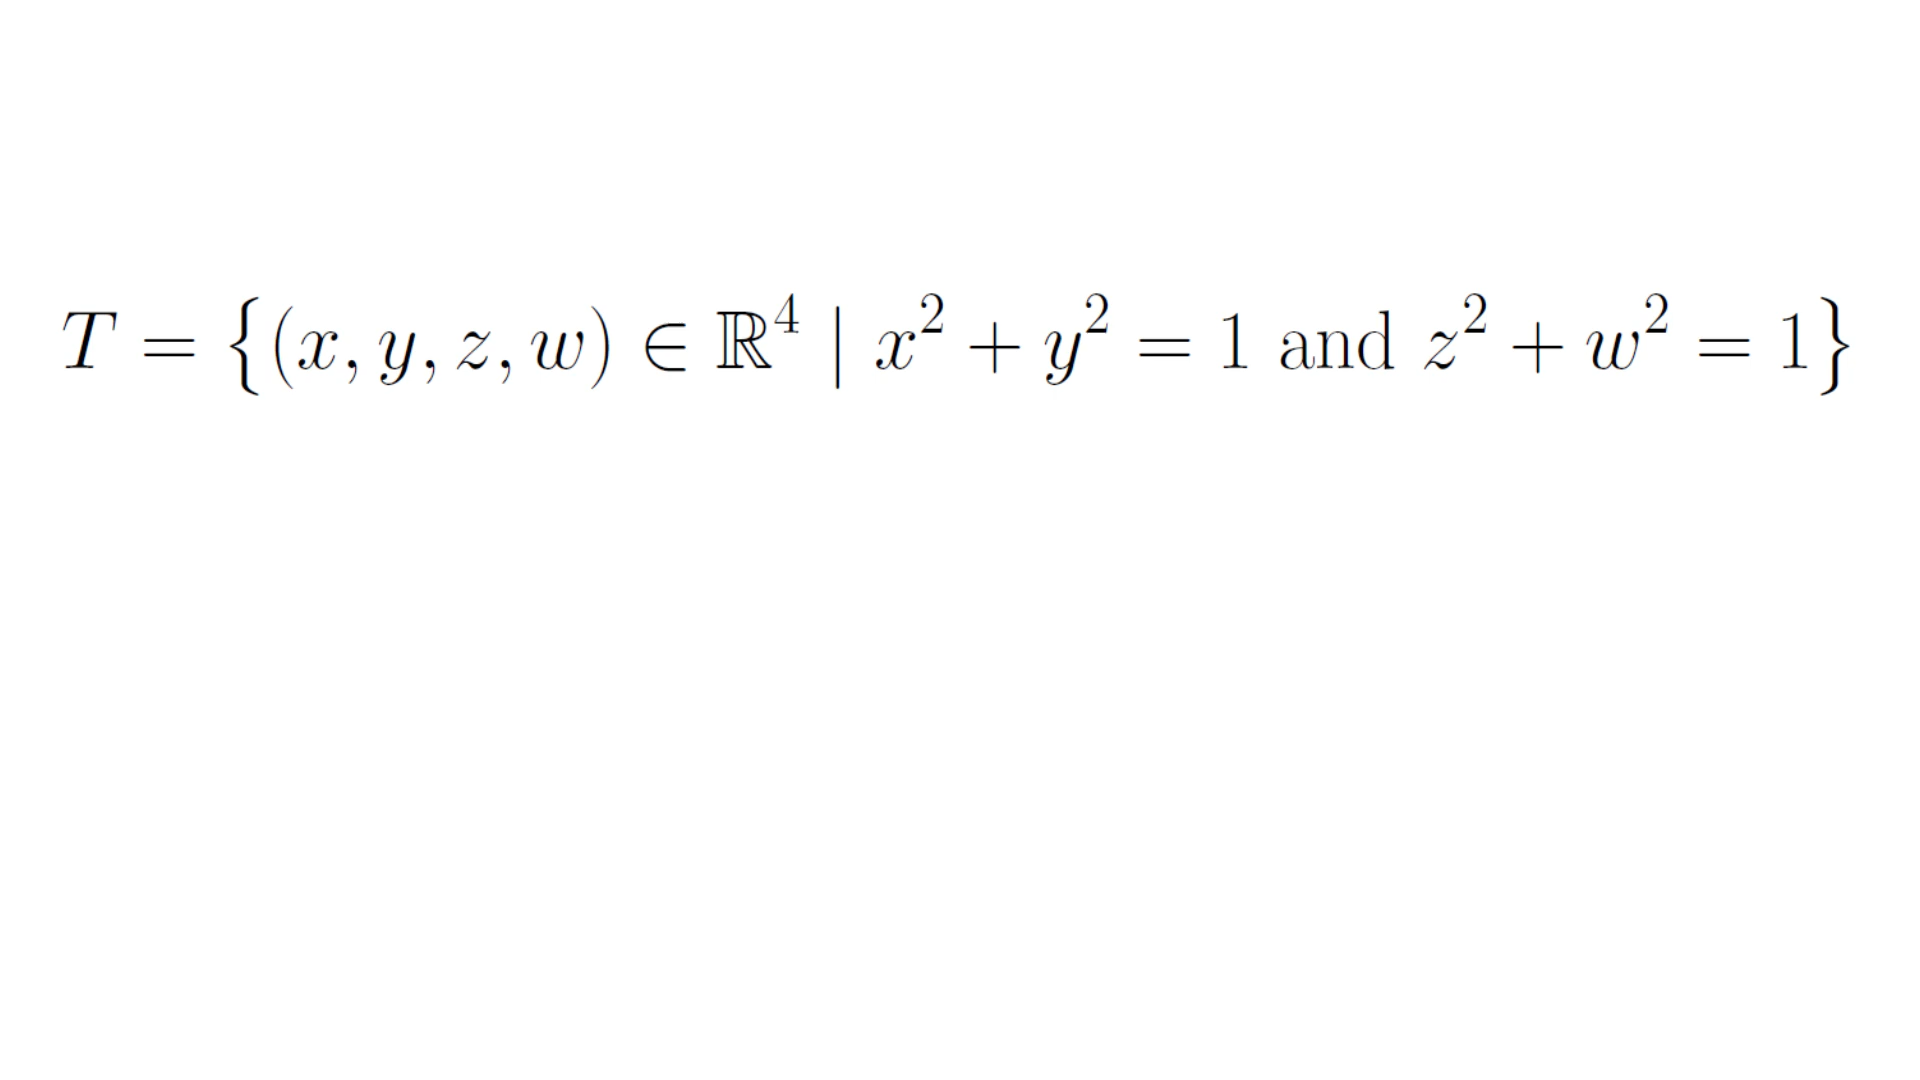 T = {(x, y, z, w) ∈ ℝ⁴ | x² + y² = 1 and z² + w² = 1}